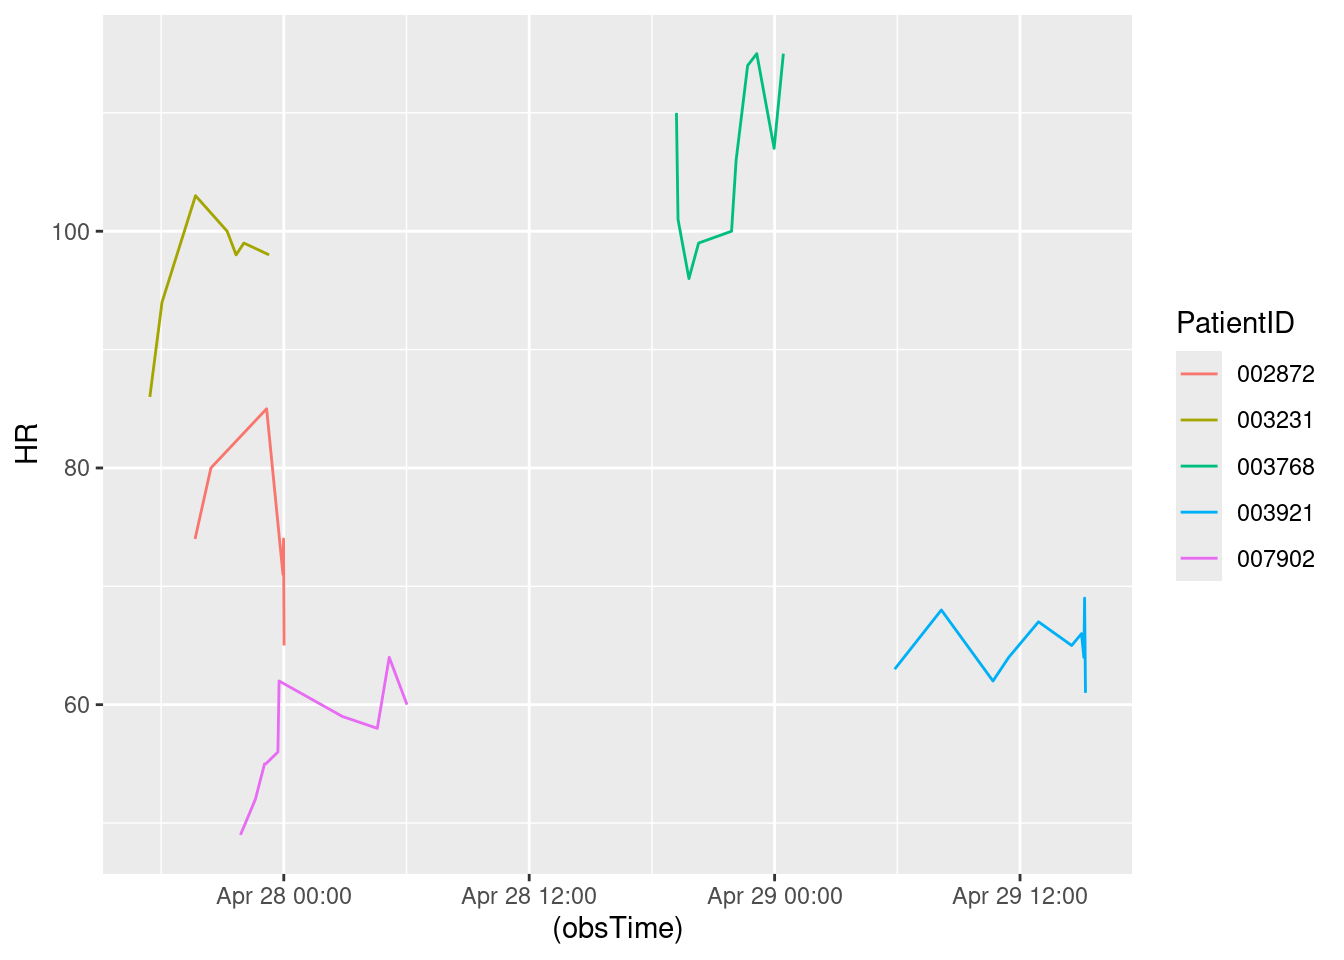 HR
100
80
60
Apr 28 00:00
Apr 28 12:00
Apr 29 00:00
Apr 29 12:00
(obsTime)
PatientID
002872
003231
003768
003921
007902